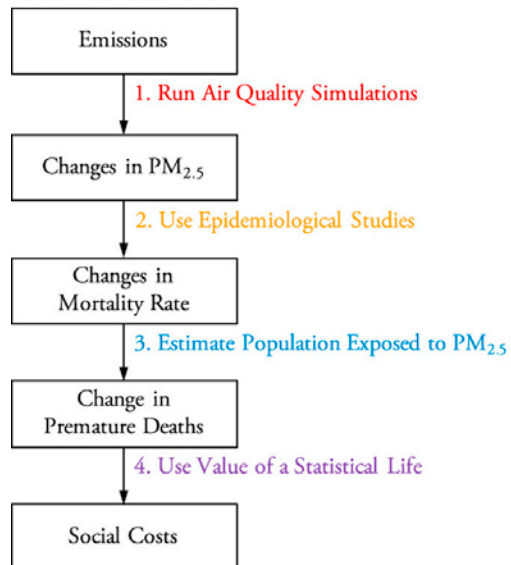 Emissions
1. Run Air Quality Simulations
Changes in PM₂.₅
2. Use Epidemiological Studies
Changes in
Mortality Rate
3. Estimate Population Exposed to PM₂.₅
Change in
Premature Deaths
4. Use Value of a Statistical Life
Social Costs